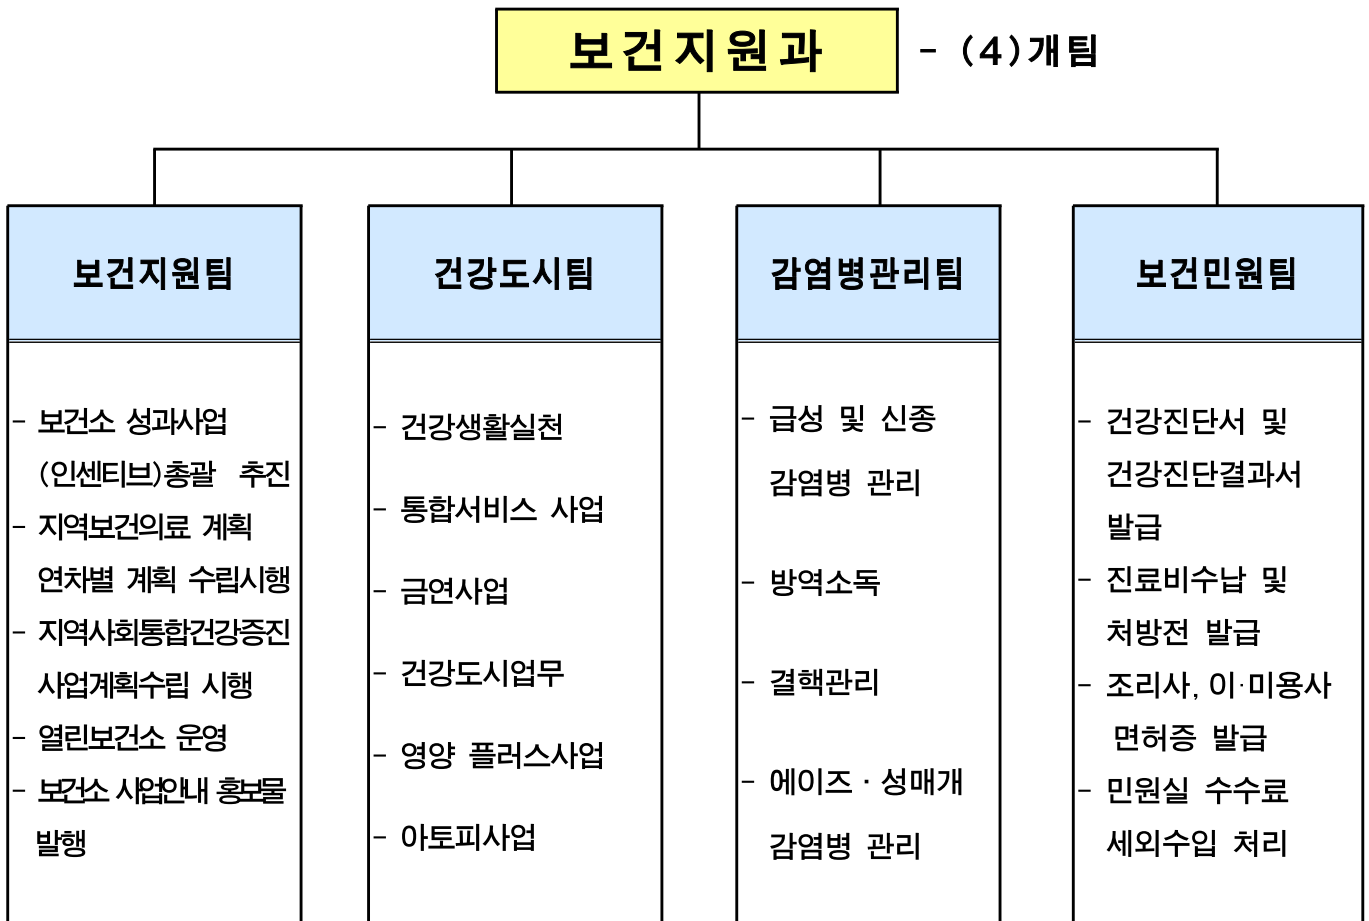 보건지원과 - (4)개팀
보건지원팀
- 보건소 성과사업
(인센티브)총괄 추진
- 지역보건의료 계획
연차별 계획 수립시행
- 지역사회통합건강증진
사업계획수립 시행
- 열린보건소 운영
- 보건소 사업안내 홍보물
발행
건강도시팀
- 건강생활실천
- 통합서비스 사업
- 금연사업
- 건강도시업무
- 영양 플러스사업
- 아토피사업
감염병관리팀
- 급성 및 신종
감염병 관리
- 방역소독
- 결핵관리
- 에이즈 · 성매개
감염병 관리
보건민원팀
- 건강진단서 및
건강진단결과서
발급
- 진료비수납 및
처방전 발급
- 조리사, 이·미용사
면허증 발급
- 민원실 수수료
세외수입 처리